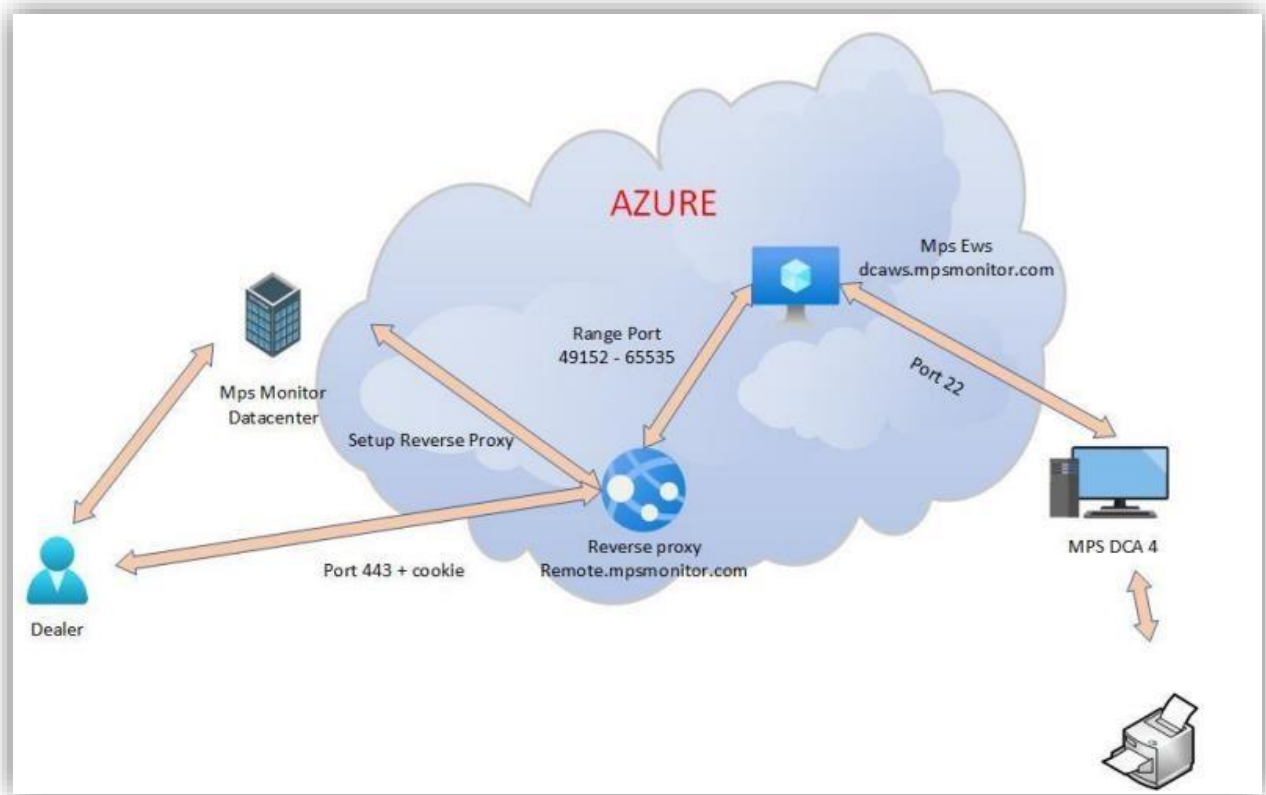 AZURE
Mps Ews
dcaws.mpsmonitor.com
Range Port
49152 - 65535
Port 22
Mps Monitor
Datacenter
Setup Reverse Proxy
Reverse proxy
Remote.mpsmonitor.com
MPS DCA 4
Port 443 + cookie
Dealer